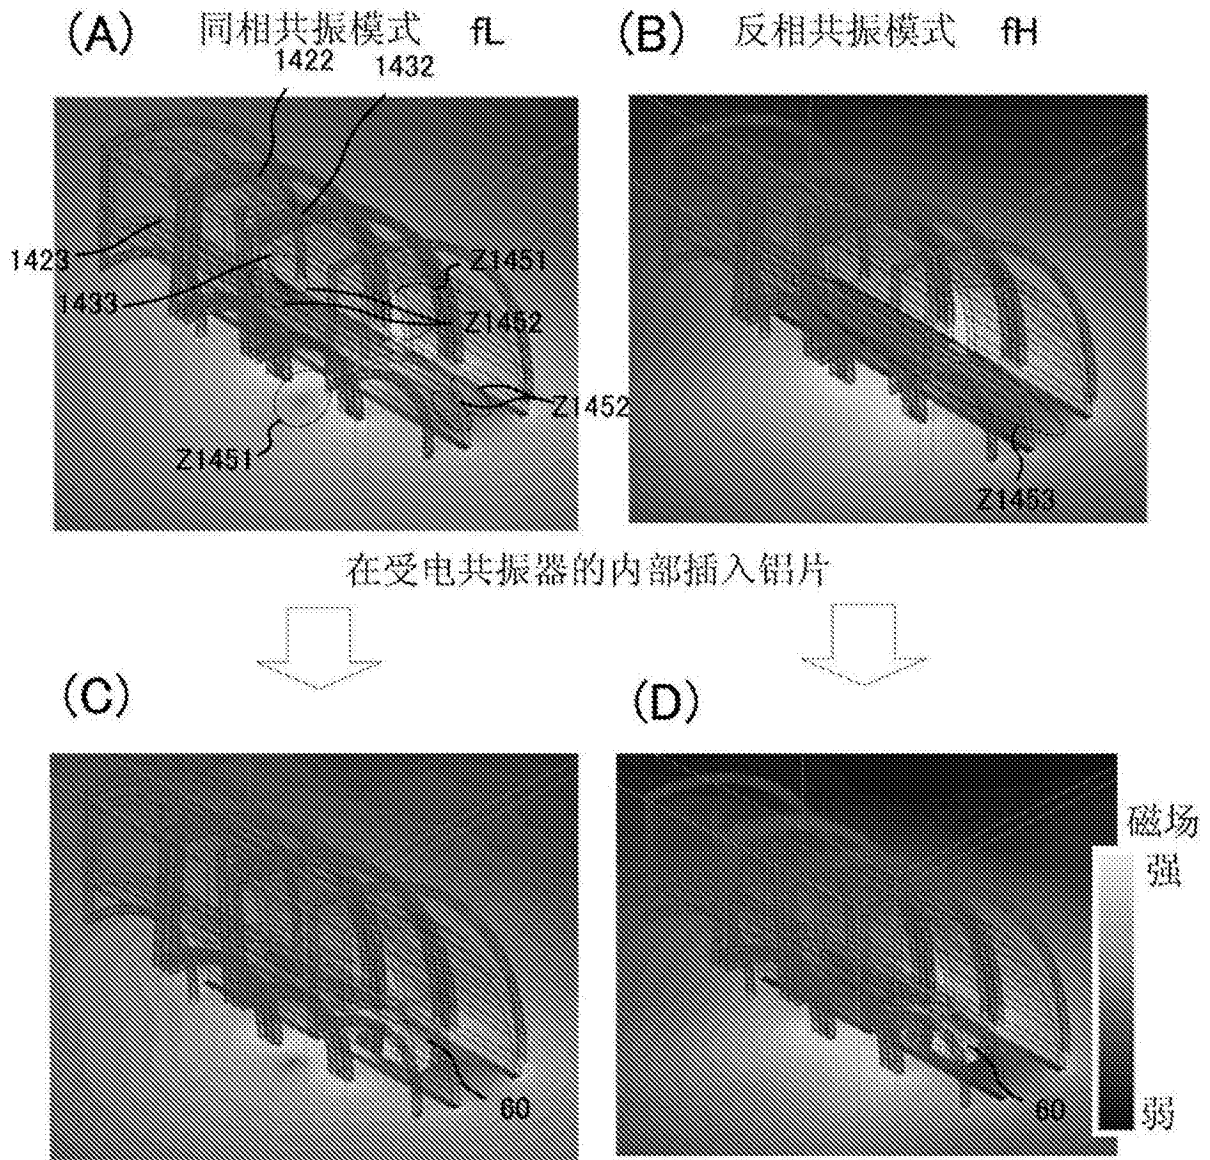 (A) 同相共振模式 fL
(B) 反相共振模式 fH
1422
1432
1423
1433
Z1451
Z1452
Z1452
Z1451
Z1453
在受电共振器的内部插入铝片
(C)
(D)
磁场
强
弱
60
60